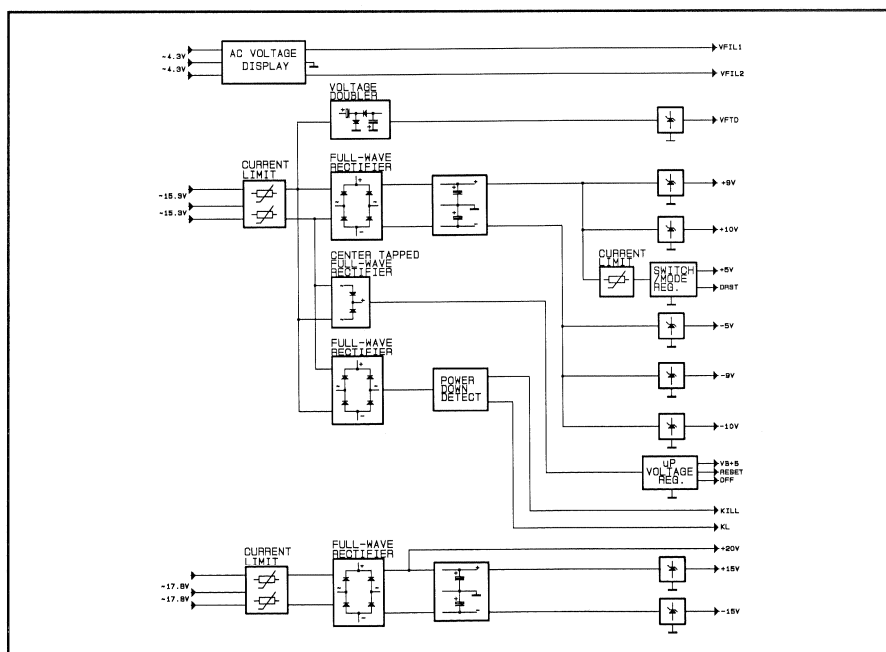 ~4.3V
~4.3V
AC VOLTAGE
DISPLAY
VFIL1
VFIL2
VOLTAGE
DOUBLER
VFTD
CURRENT
LIMIT
FULL-WAVE
RECTIFIER
~15.3V
~15.3V
+9V
+10V
CENTER TAPPED
FULL-WAVE
RECTIFIER
CURRENT
LIMIT
SWITCH
/MODE
REG.
+5V
DRST
-5V
FULL-WAVE
RECTIFIER
POWER
DOWN
DETECT
-9V
-10V
uP
VOLTAGE
REG.
VS+5
RESET
OFF
KILL
KL
CURRENT
LIMIT
FULL-WAVE
RECTIFIER
+20V
~17.8V
~17.8V
+15V
-15V